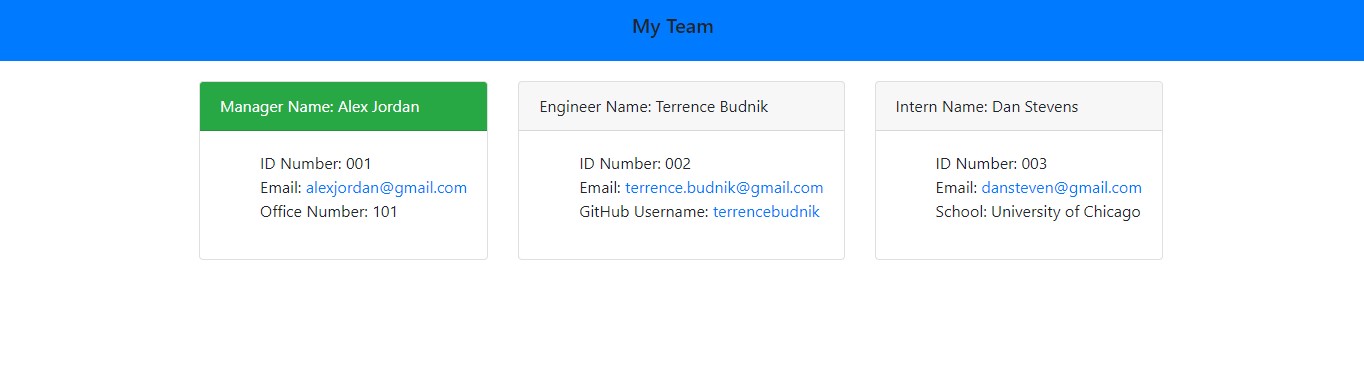 My Team
Manager Name: Alex Jordan
ID Number: 001
Email: alexjordan@gmail.com
Office Number: 101
Engineer Name: Terrence Budnik
ID Number: 002
Email: terrence.budnik@gmail.com
GitHub Username: terrencebudnik
Intern Name: Dan Stevens
ID Number: 003
Email: dansteven@gmail.com
School: University of Chicago